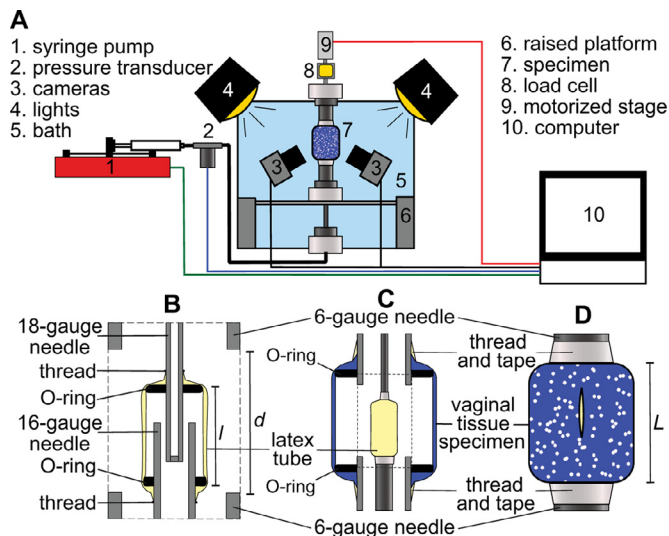 A
1. syringe pump
2. pressure transducer
3. cameras
4. lights
5. bath
6. raised platform
7. specimen
8. load cell
9. motorized stage
10. computer
9
8
4
4
7
2
3
3
1
5
6
10
B
C
D
18-gauge
needle
thread
O-ring
16-gauge
needle
O-ring
thread
l
d
6-gauge needle
O-ring
latex
tube
O-ring
6-gauge needle
thread
and tape
vaginal
tissue
specimen
thread
and tape
L